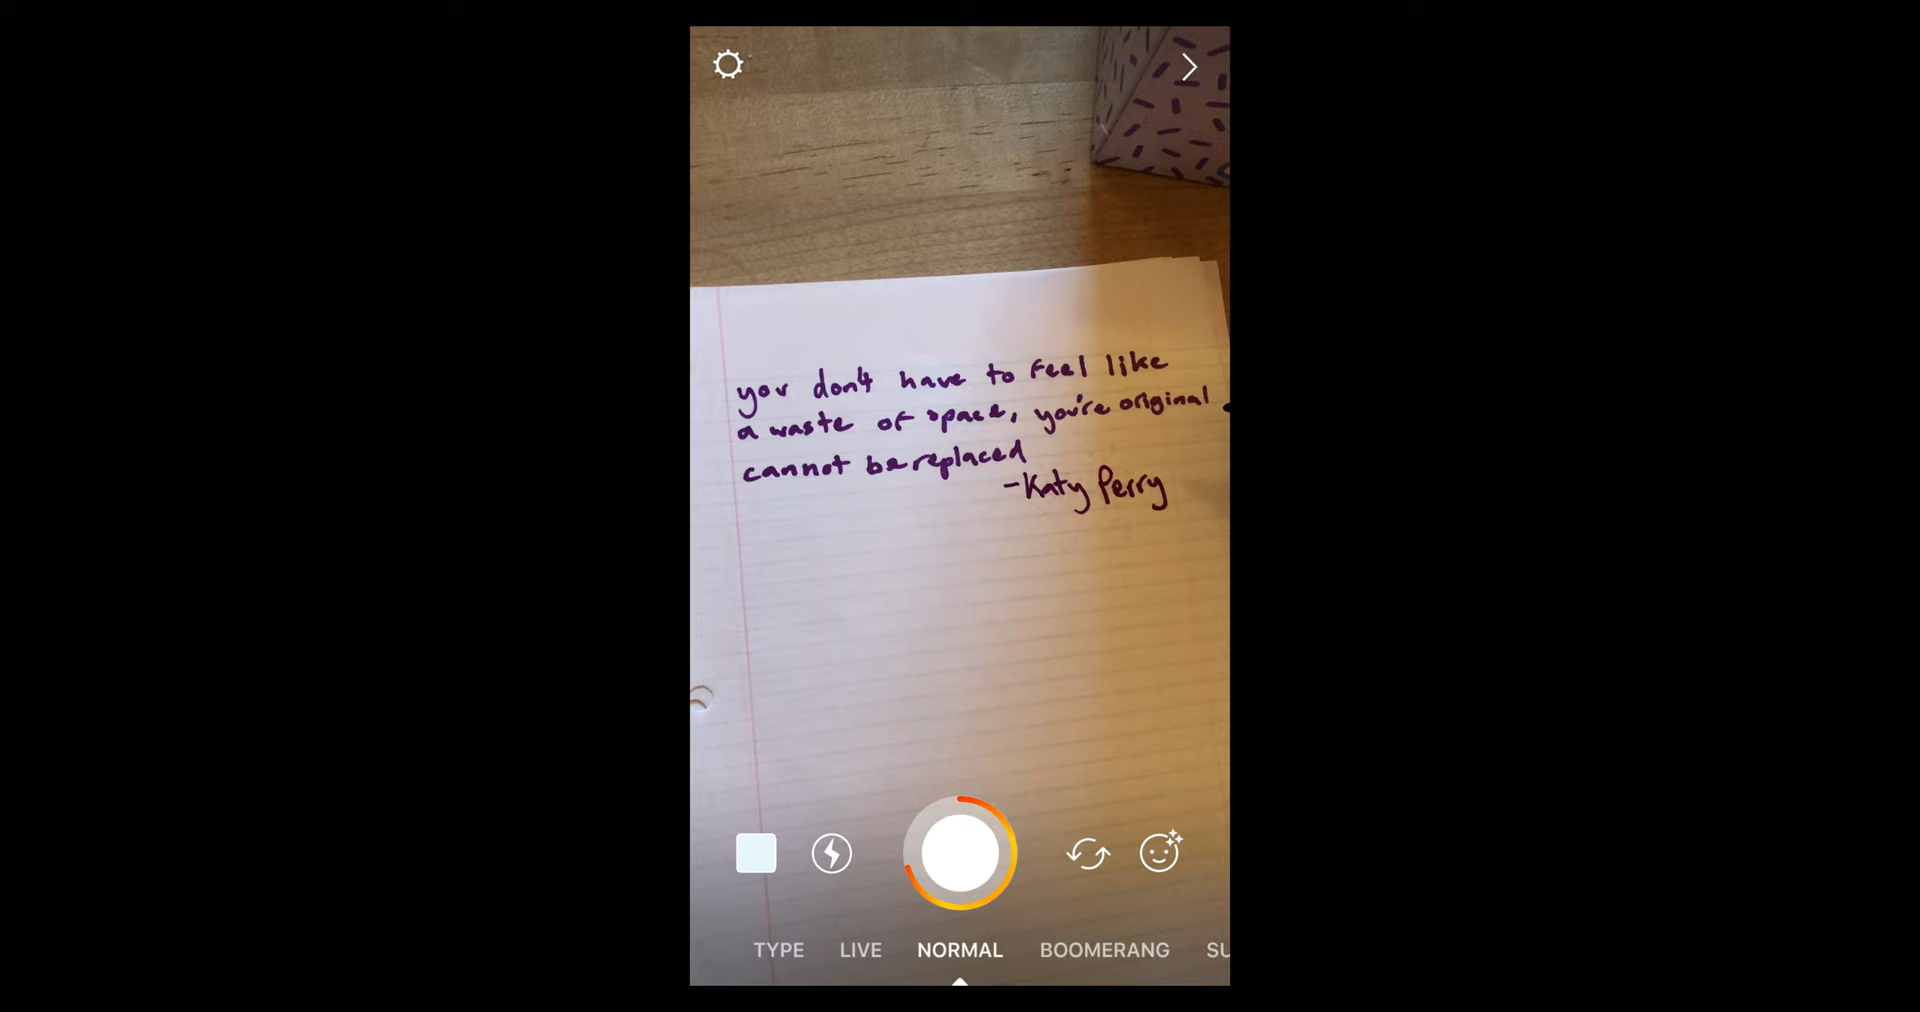 you don't have to feel like
a waste of space, you're original
cannot be replaced
-Katy Perry
TYPE LIVE NORMAL BOOMERANG SU